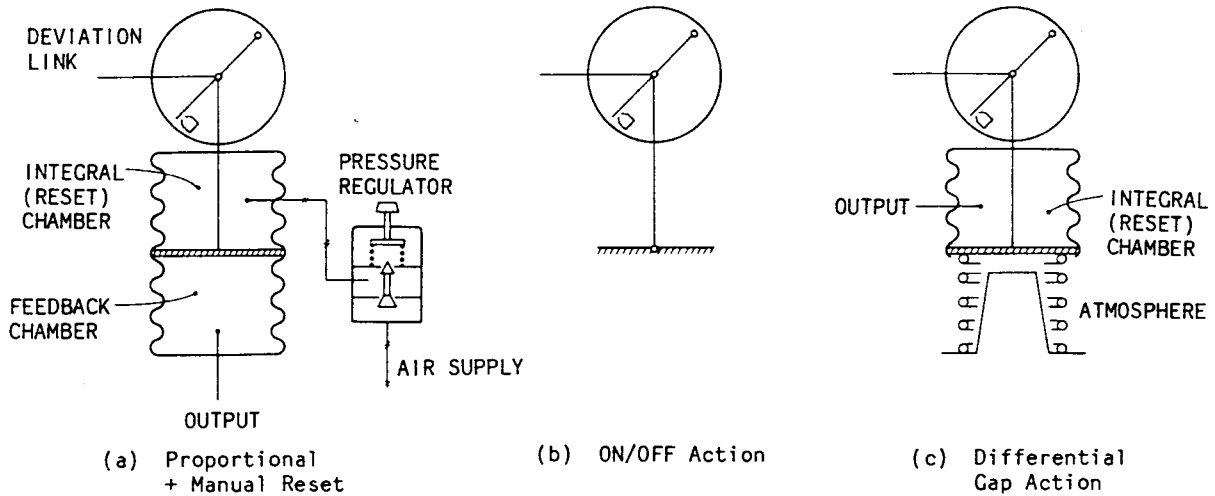 DEVIATION
LINK
INTEGRAL
(RESET)
CHAMBER
PRESSURE
REGULATOR
FEEDBACK
CHAMBER
AIR SUPPLY
OUTPUT
(a) Proportional
+ Manual Reset
(b) ON/OFF Action
OUTPUT
INTEGRAL
(RESET)
CHAMBER
ATMOSPHERE
(c) Differential
Gap Action